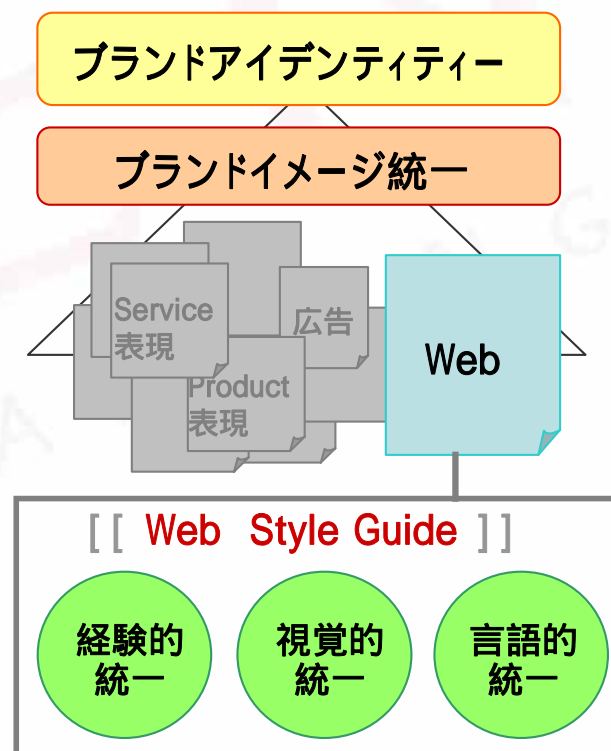 ブランドアイデンティティー
ブランドイメージ統一
Service
表現
広告
Product
表現
Web
[ [ Web Style Guide ] ]
経験的
統一
視覚的
統一
言語的
統一